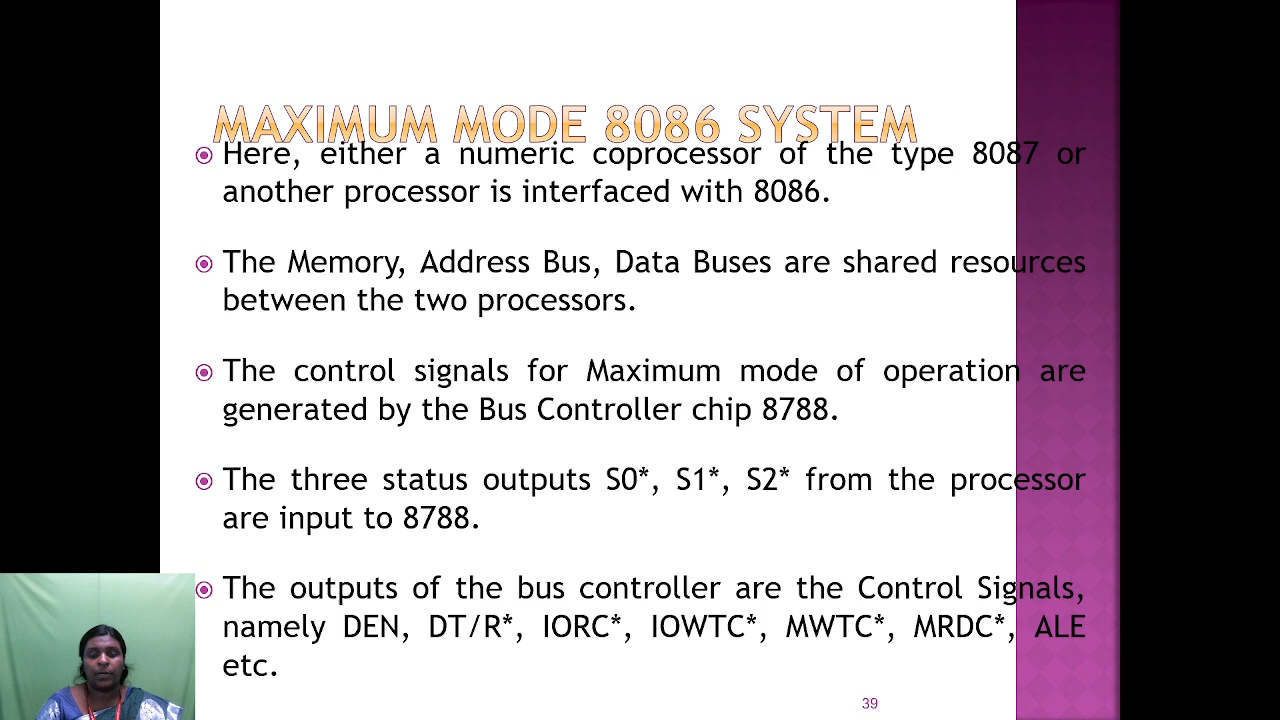 MAXIMUM MODE 8086 SYSTEM
Here, either a numeric coprocessor of the type 8087 or
another processor is interfaced with 8086.
The Memory, Address Bus, Data Buses are shared resources
between the two processors.
The control signals for Maximum mode of operation are
generated by the Bus Controller chip 8788.
The three status outputs S0*, S1*, S2* from the processor
are input to 8788.
The outputs of the bus controller are the Control Signals,
namely DEN, DT/R*, IORC*, IOWTC*, MWTC*, MRDC*, ALE
etc.
39